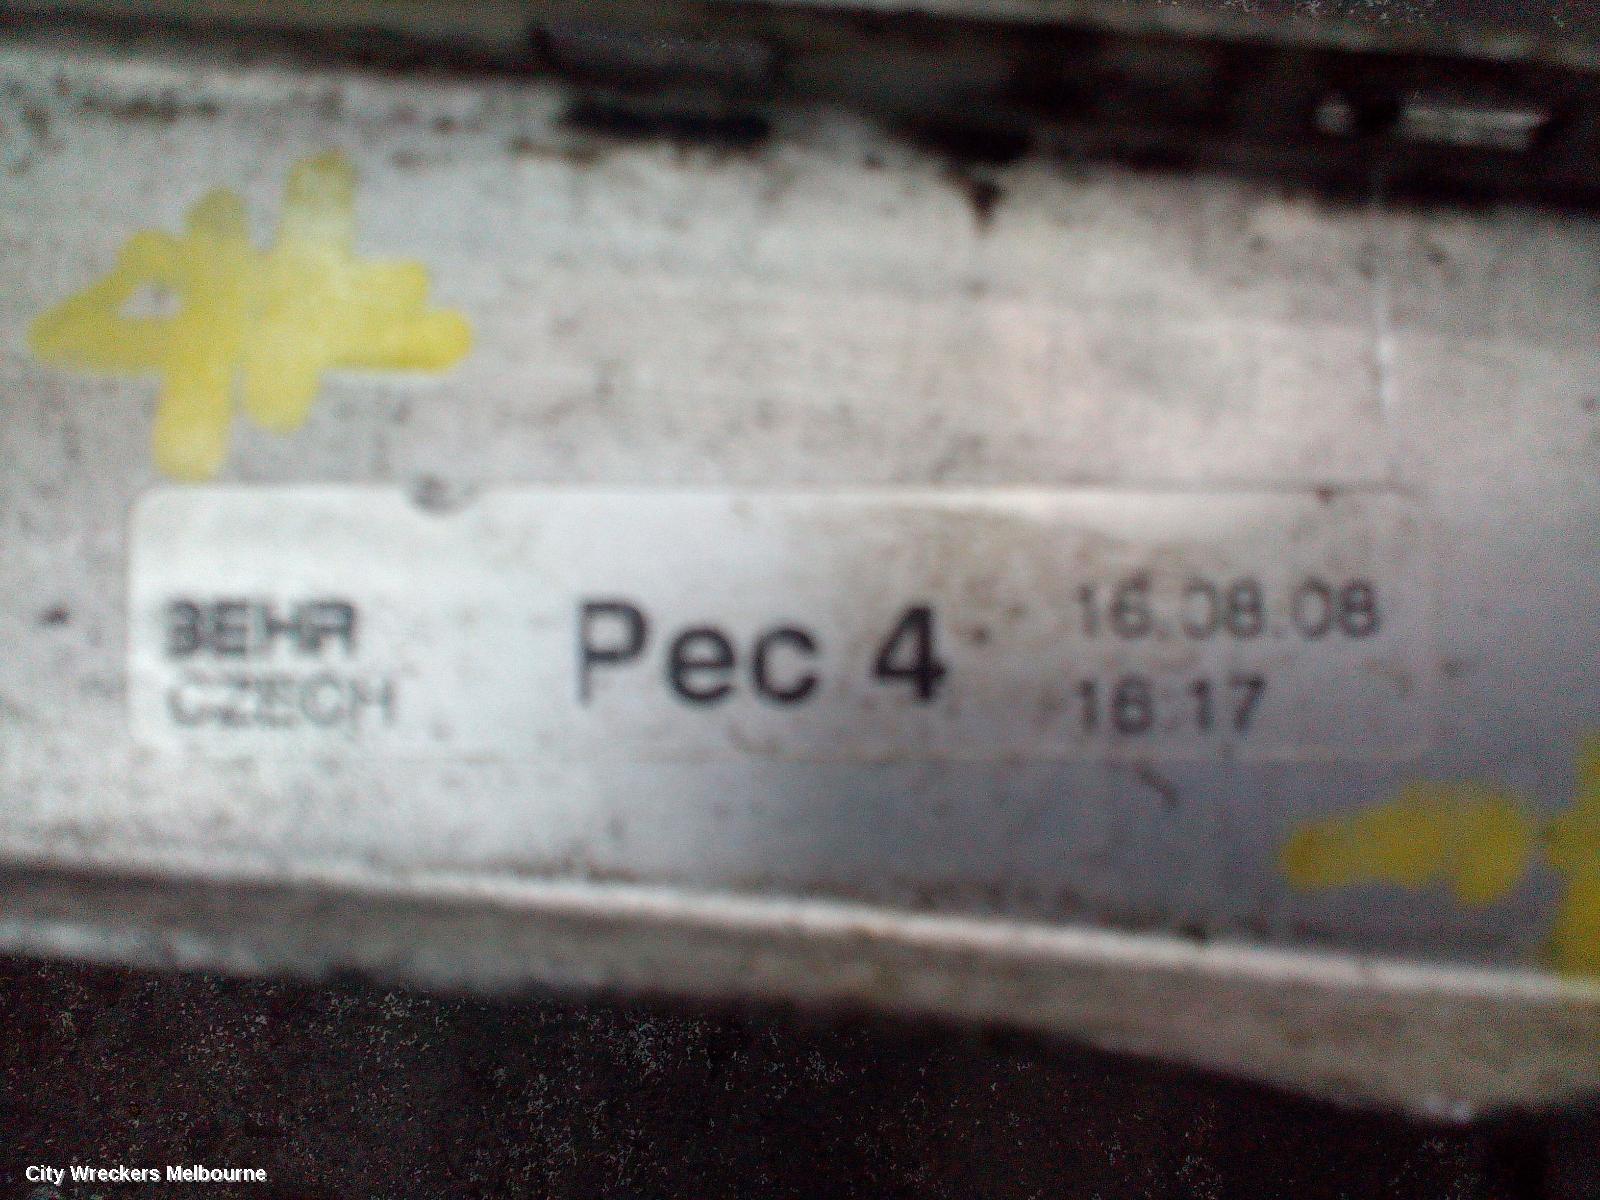 BEHR
CZECH
Pec 4
16.08.08
16:17
City Wreckers Melbourne